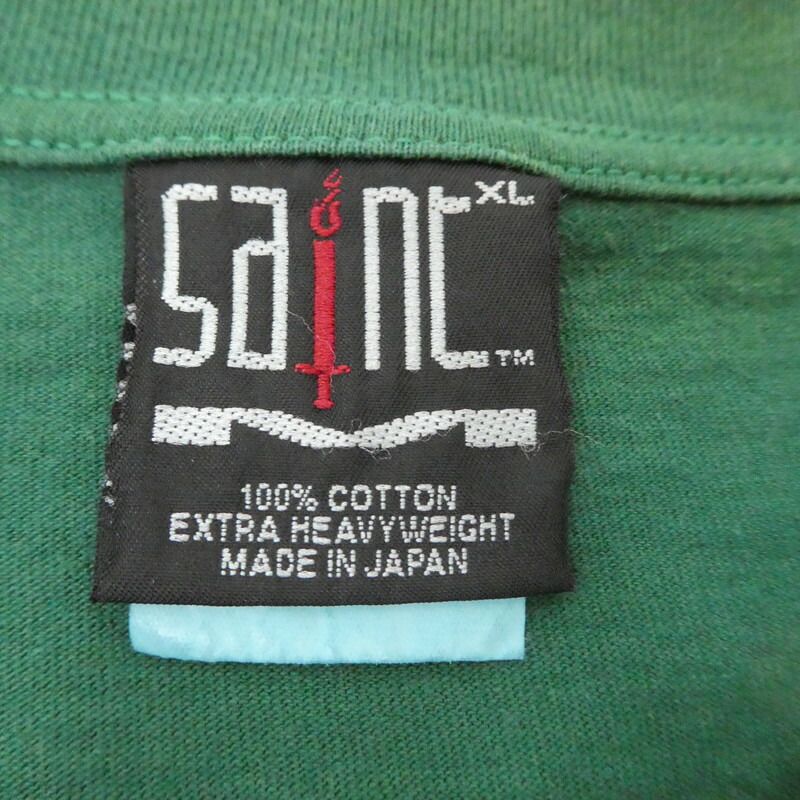 saint XL ™
100% COTTON
EXTRA HEAVYWEIGHT
MADE IN JAPAN